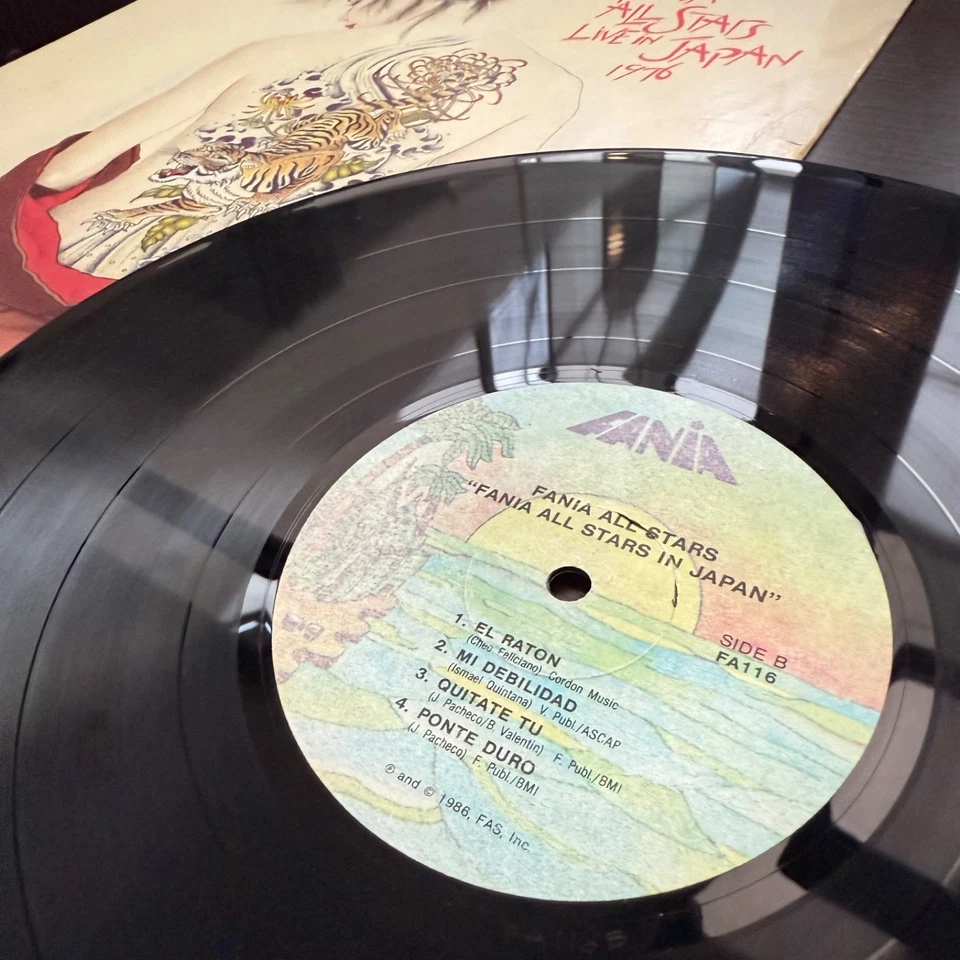 ALL STARS
LIVE IN JAPAN
1976
FANIA
FANIA ALL STARS
"FANIA ALL STARS IN JAPAN"
SIDE B
FA116
1. EL RATON
(Cheo Feliciano) Gordon Music
2. MI DEBILIDAD
(Ismael Quintana) V. Publ./ASCAP
3. QUITATE TU
(J. Pacheco/B. Valentin) F. Publ./BMI
4. PONTE DURO
(J. Pacheco) F. Publ./BMI
℗ and © 1986, FAS, Inc.